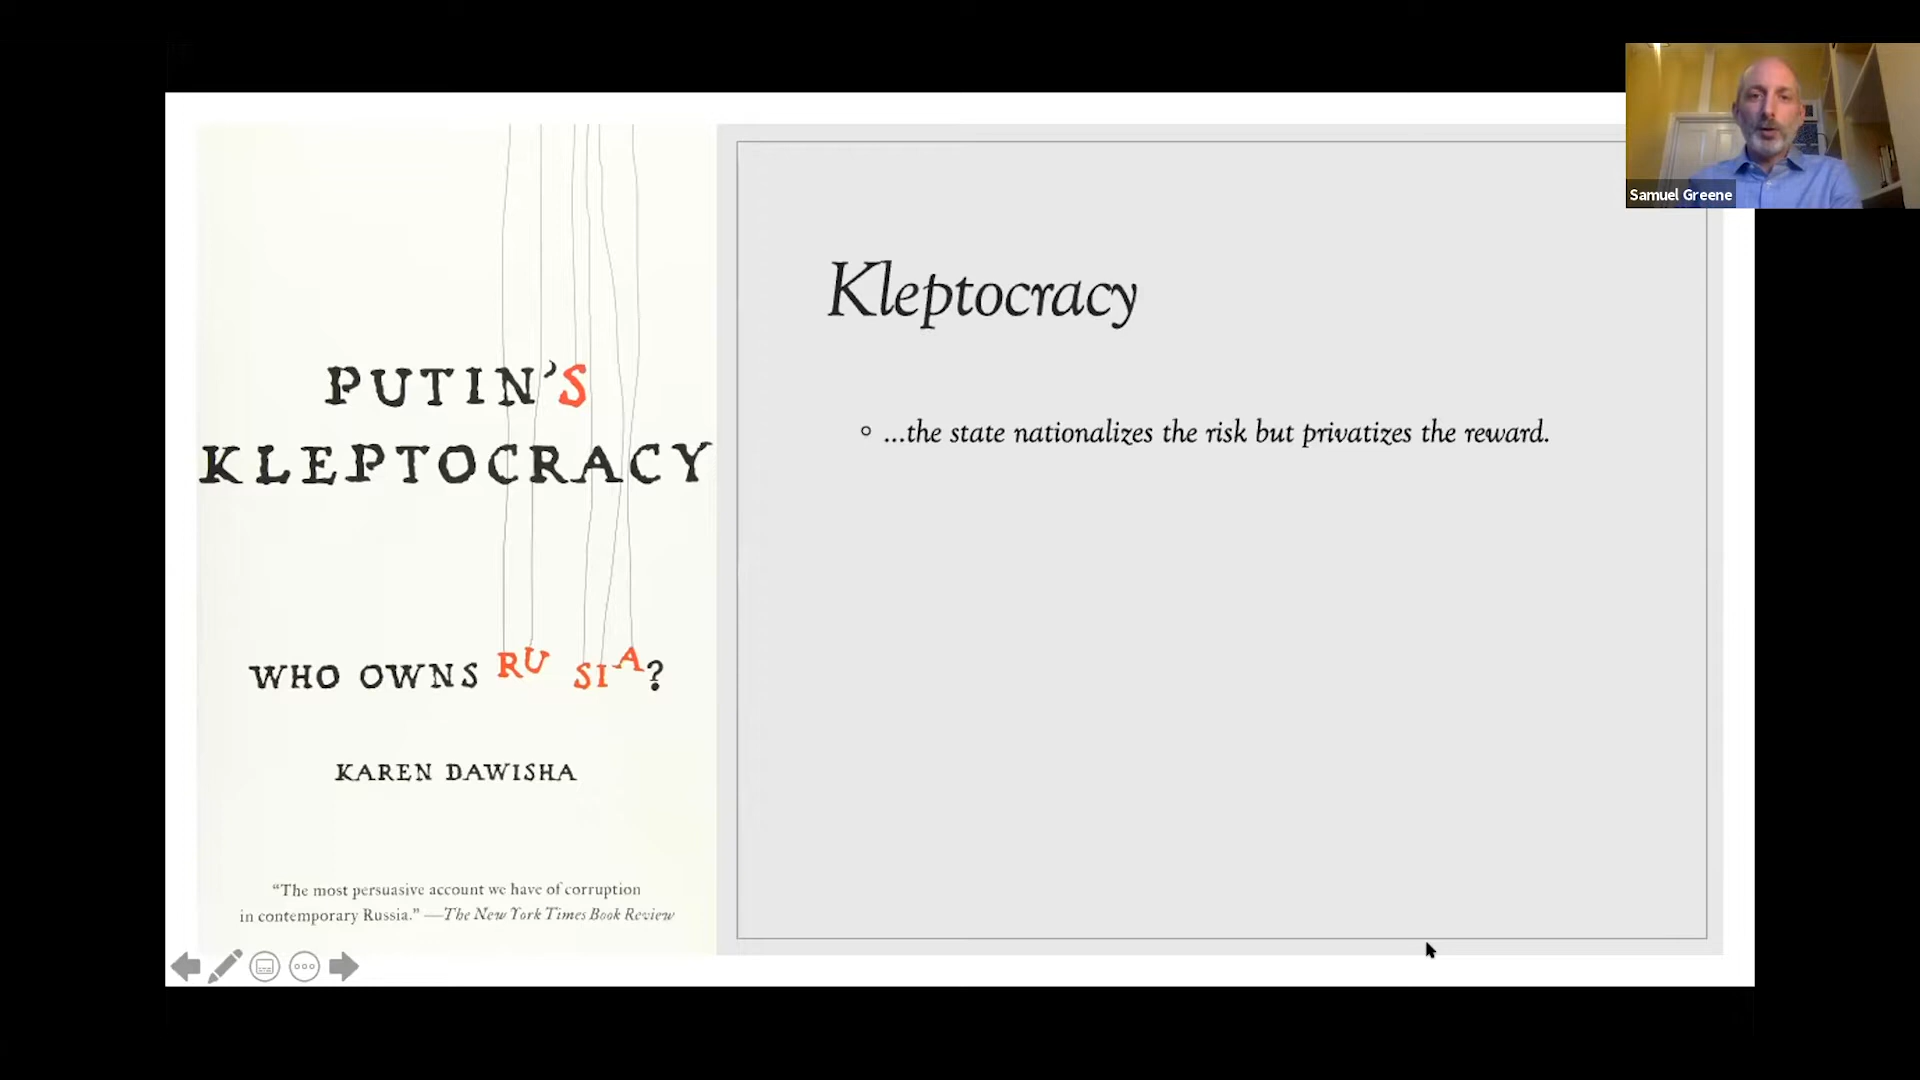 PUTIN'S
KLEPTOCRACY
WHO OWNS RU SIA?
KAREN DAWISHA
“The most persuasive account we have of corruption
in contemporary Russia.” —The New York Times Book Review
Kleptocracy
...the state nationalizes the risk but privatizes the reward.
Samuel Greene